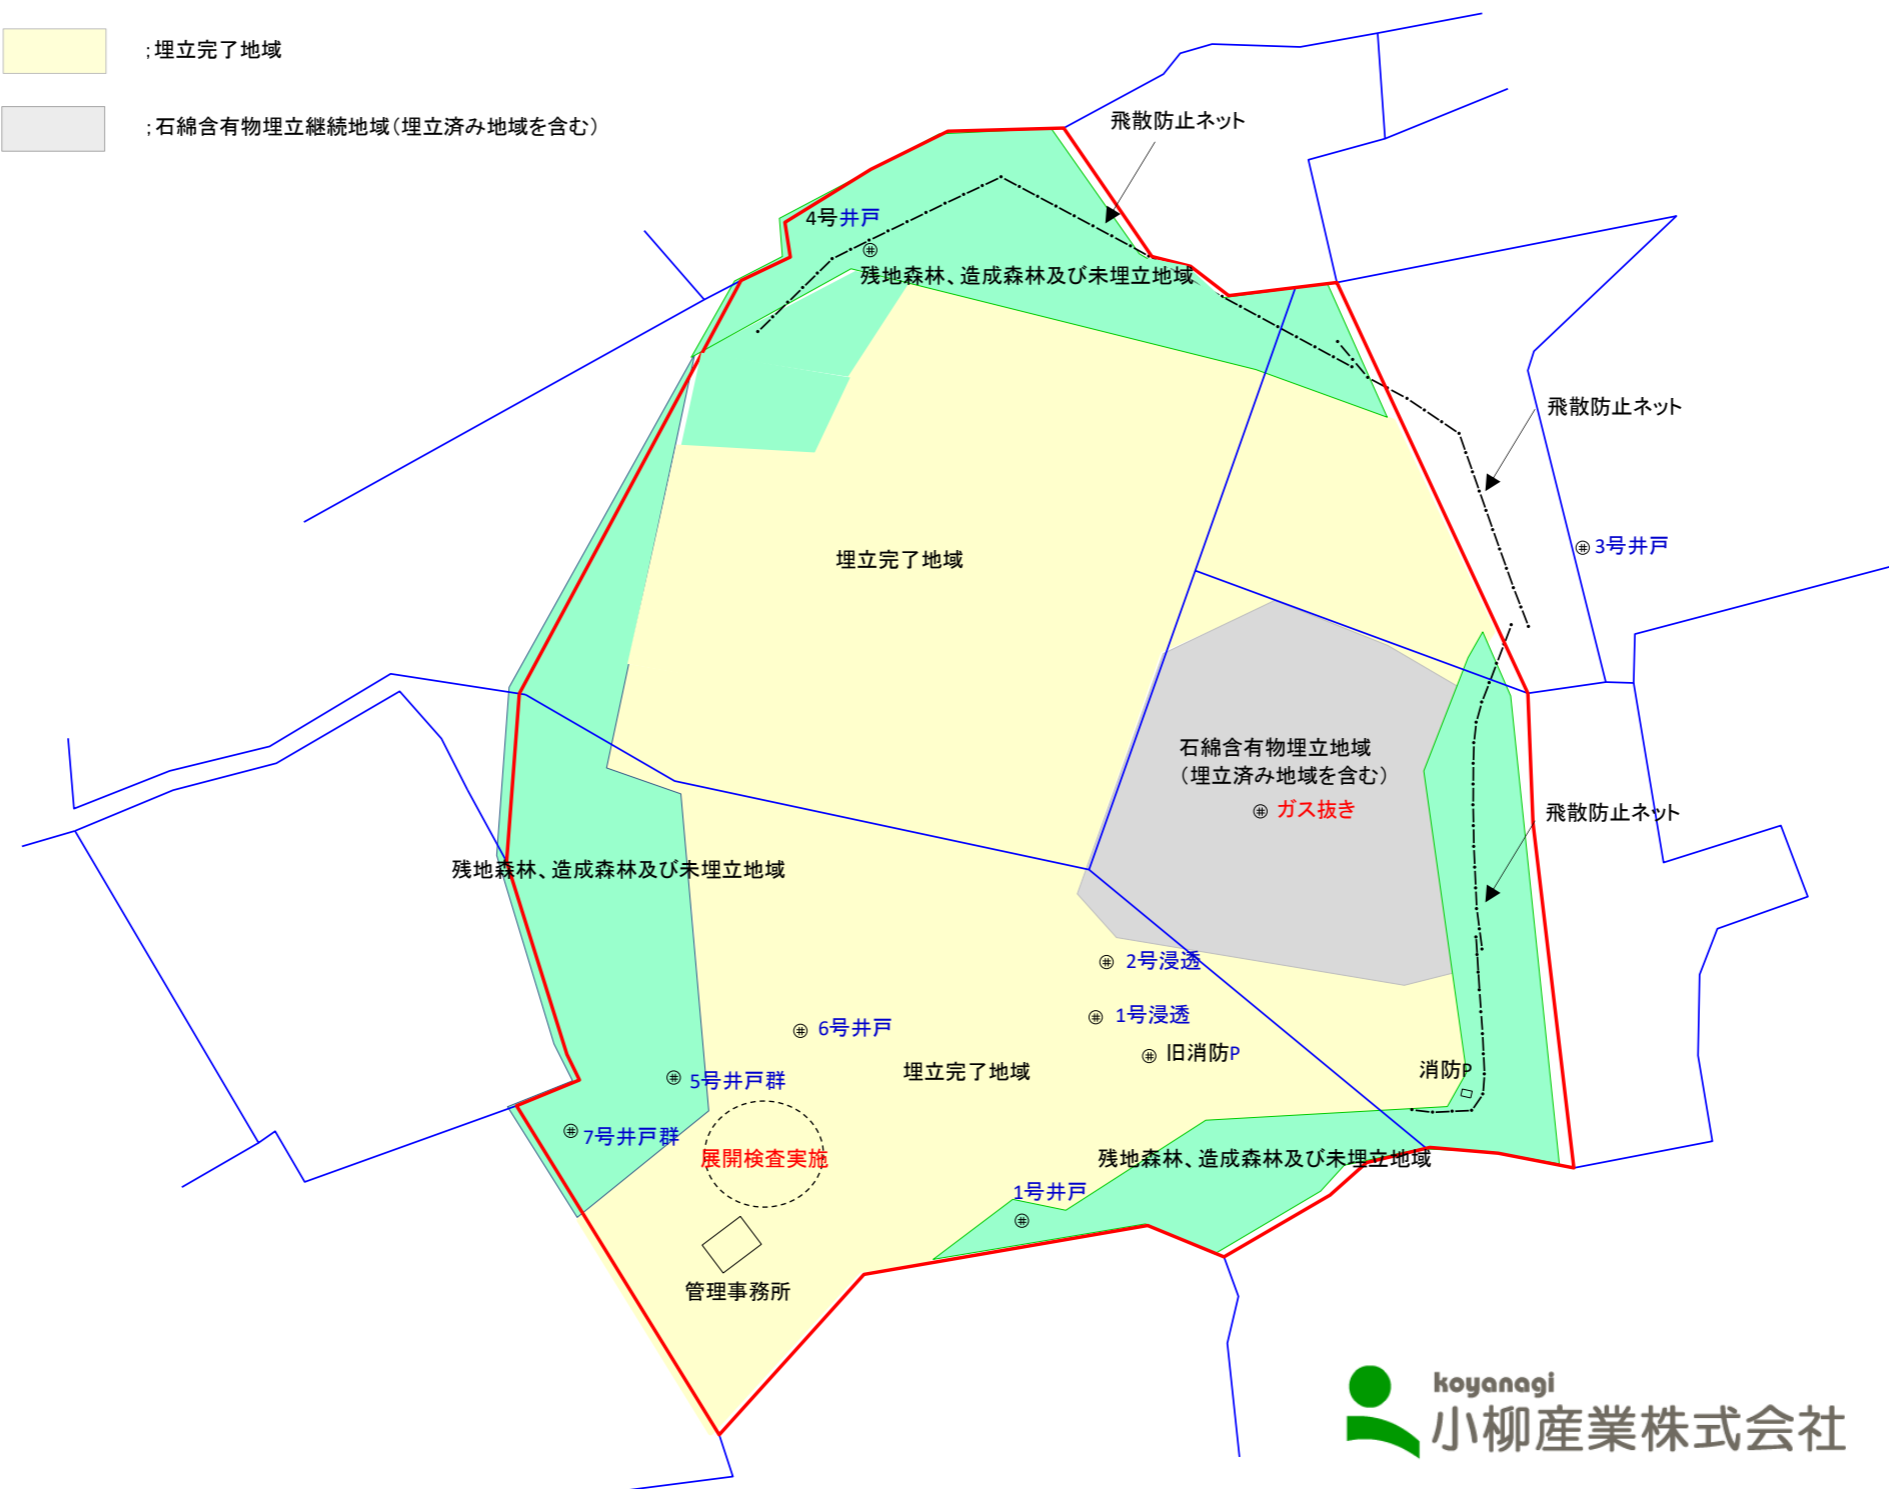 ;埋立完了地域
;石綿含有物埋立継続地域(埋立済み地域を含む)
飛散防止ネット
4号井戸
残地森林、造成森林及び未埋立地域
飛散防止ネット
3号井戸
埋立完了地域
石綿含有物埋立地域
(埋立済み地域を含む)
ガス抜き
飛散防止ネット
残地森林、造成森林及び未埋立地域
2号浸透
1号浸透
6号井戸
旧消防P
埋立完了地域
消防P
5号井戸群
7号井戸群
展開検査実施
残地森林、造成森林及び未埋立地域
1号井戸
管理事務所
koyanagi
小柳産業株式会社